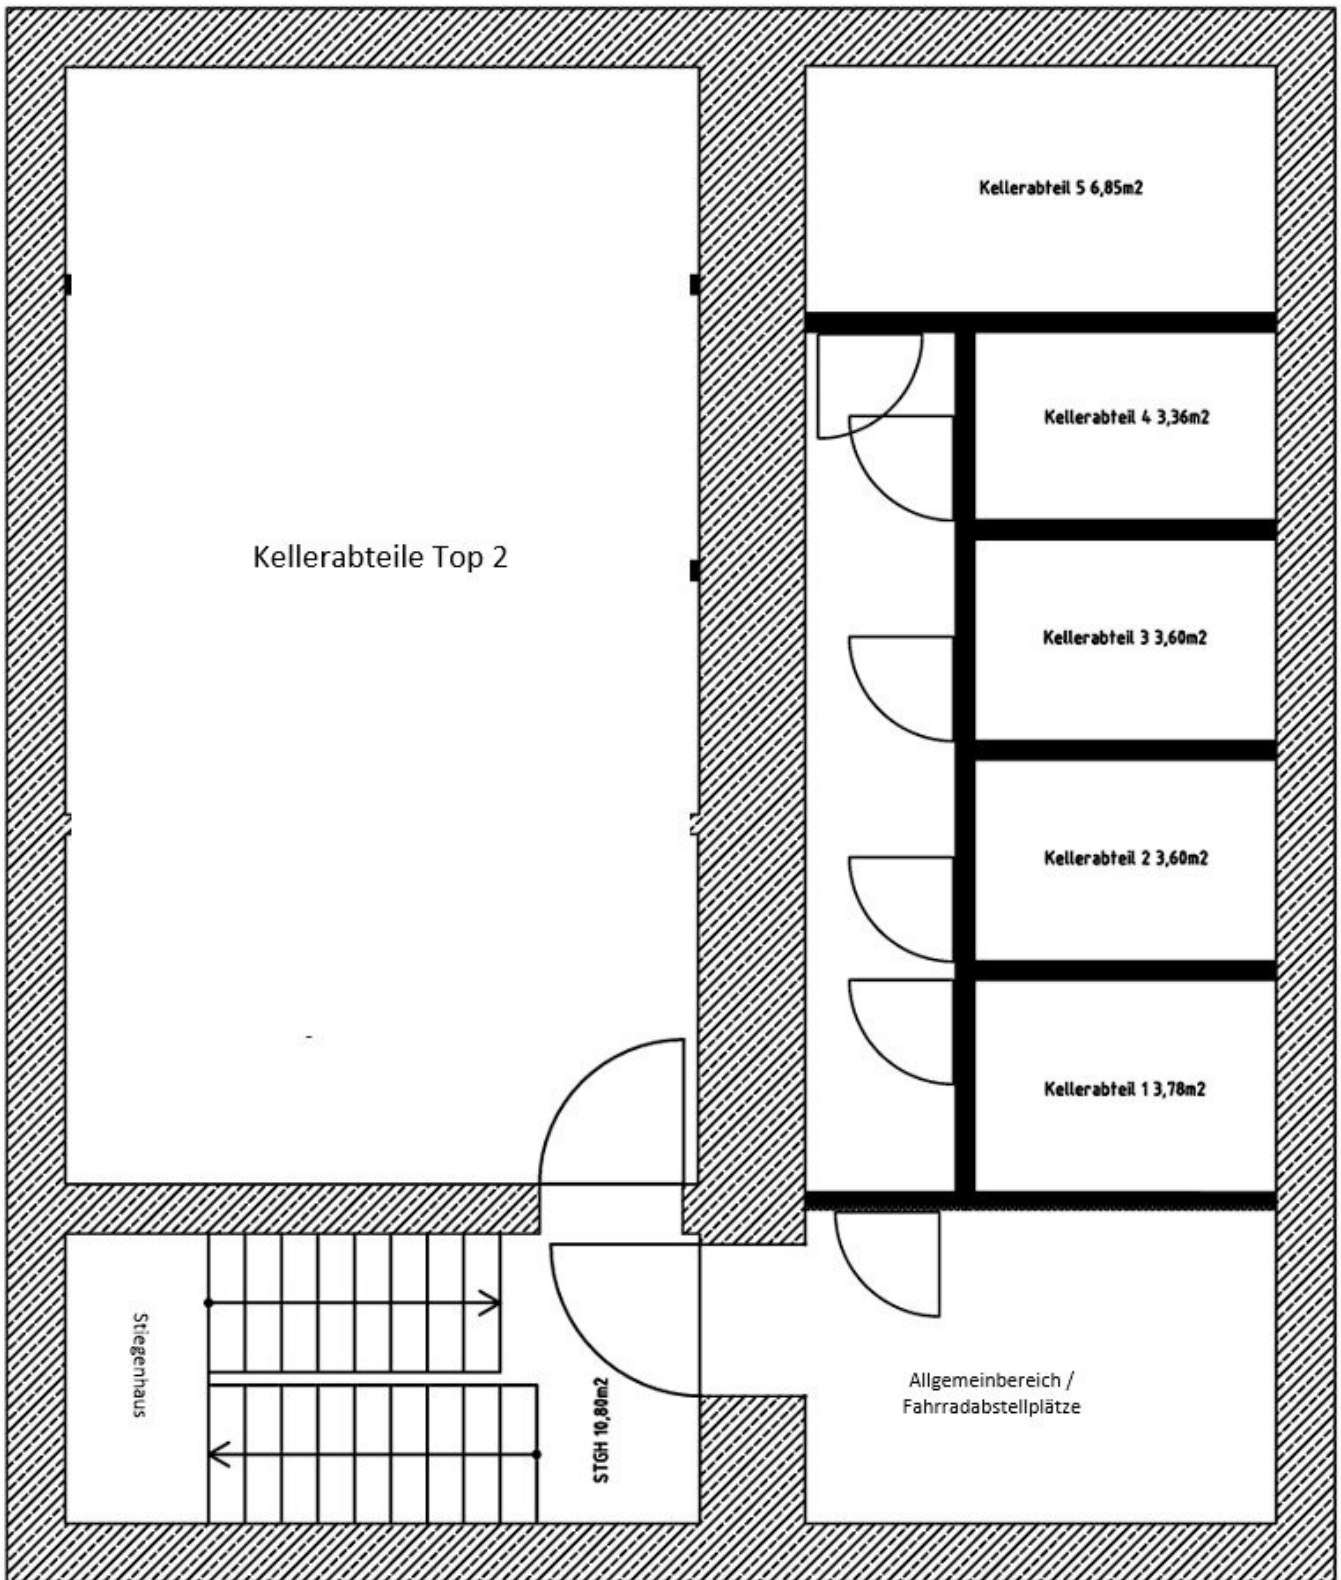 Kellerabteil 5 6,85m2
Kellerabteil 4 3,36m2
Kellerabteile Top 2
Kellerabteil 3 3,60m2
Kellerabteil 2 3,60m2
Kellerabteil 1 3,78m2
Stiegenhaus
STGH 10,80m2
Allgemeinbereich /
Fahrradabstellplätze